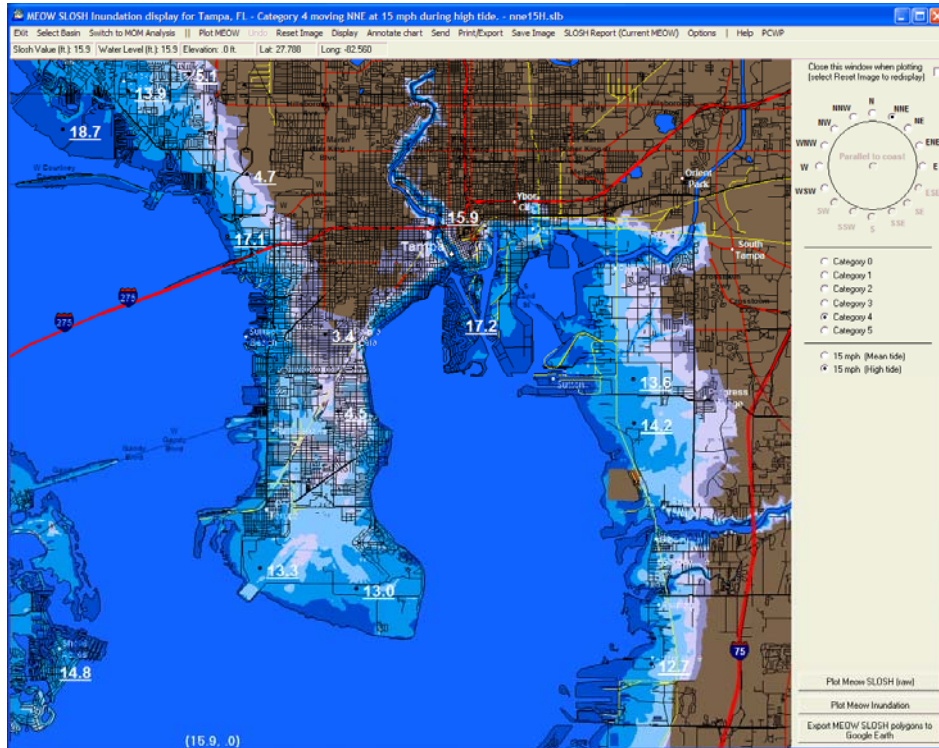 MEOW SLOSH Inundation display for Tampa, FL - Category 4 moving NNE at 15 mph during high tide. - nne15H.slb
Exit Select Basin Switch to MOM Analysis || Plot MEOW Undo Reset Image Display Annotate chart Send Print/Export Save Image SLOSH Report (Current MEOW) Options | Help PCWP
Slosh Value (ft.): 15.9 Water Level (ft.): 15.9 Elevation: .0 ft. Lat: 27.788 Long: -82.560
Close this window when plotting
(select Reset Image to redisplay)
N
NNW NNE
NW NE
WNW ENE
Parallel to coast
W E
WSW ESE
SW SE
SSW SSE
S
Category 0
Category 1
Category 2
Category 3
Category 4
Category 5
15 mph (Mean tide)
15 mph (High tide)
5.1
13.9
18.7
W Courtney
4.7
Orient
Park
Ybor
15.9
17.1
Tampa
South
Tampa
275
275
17.2
3.4
13.6
4.5
14.2
Gandy
Blvd
13.3
13.0
75
12.7
14.8
(15.9, .0)
Plot Meow SLOSH (raw)
Plot Meow Inundation
Export MEOW SLOSH polygons to
Google Earth